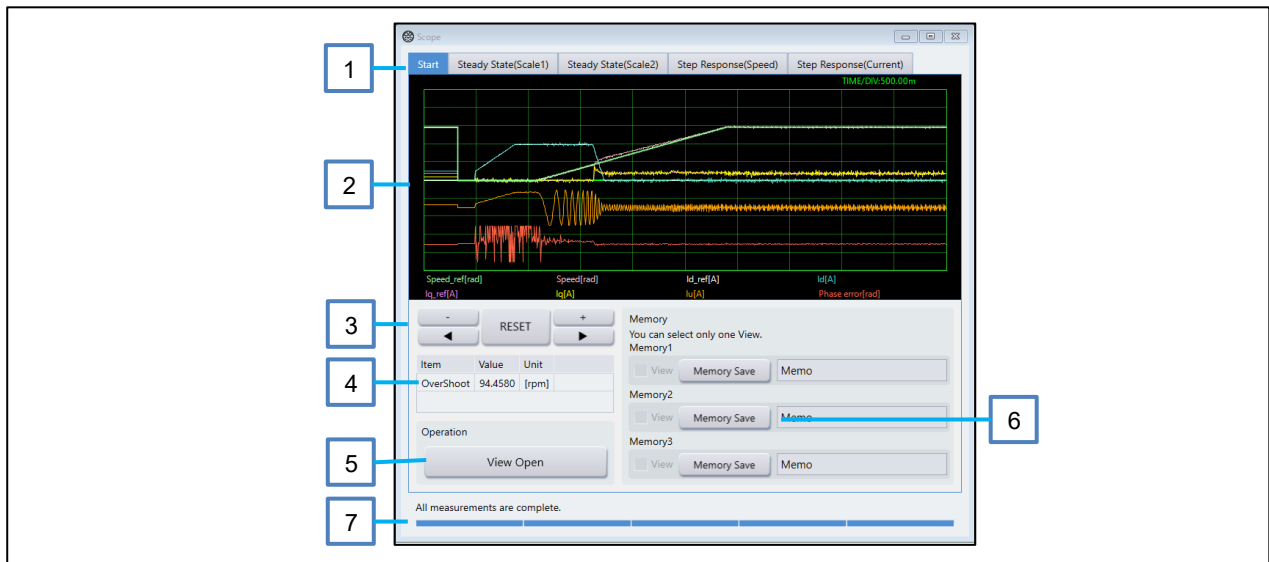 Scope
1
Start Steady State(Scale1) Steady State(Scale2) Step Response(Speed) Step Response(Current)
TIME/DIV:500.00m
2
Speed_ref[rad] Speed[rad] Id_ref[A] Id[A]
Iq_ref[A] Iq[A] Iu[A] Phase error[rad]
3
- RESET +
◀ ▶
4
Item Value Unit
OverShoot 94.4580 [rpm]
Operation
5
View Open
Memory
You can select only one View.
Memory1
View Memory Save Memo
Memory2
View Memory Save Memo
6
Memory3
View Memory Save Memo
All measurements are complete.
7